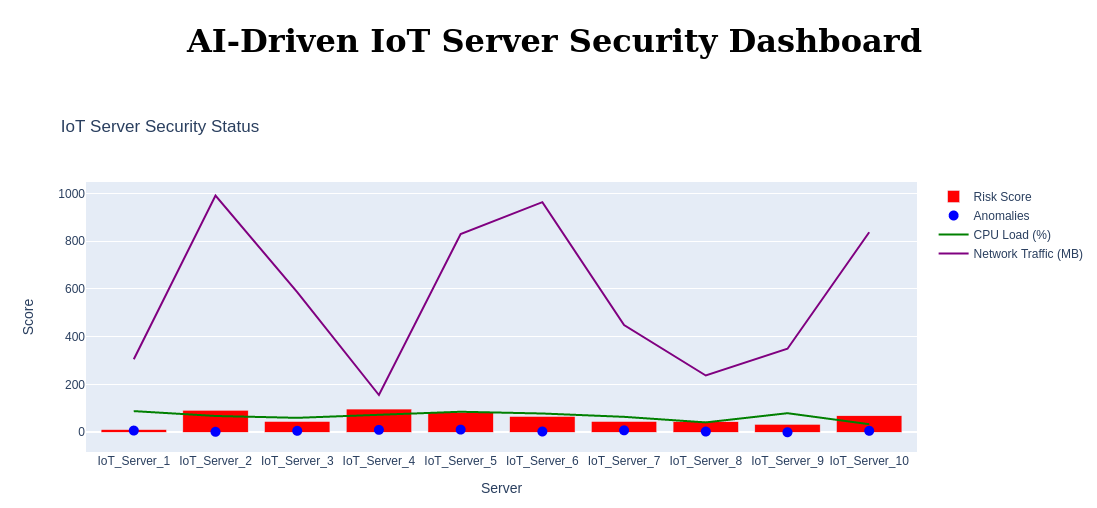 AI-Driven IoT Server Security Dashboard
IoT Server Security Status
1000
800
600
400
200
0
Score
IoT_Server_1 IoT_Server_2 IoT_Server_3 IoT_Server_4 IoT_Server_5 IoT_Server_6 IoT_Server_7 IoT_Server_8 IoT_Server_9 IoT_Server_10
Server
Risk Score
Anomalies
CPU Load (%)
Network Traffic (MB)